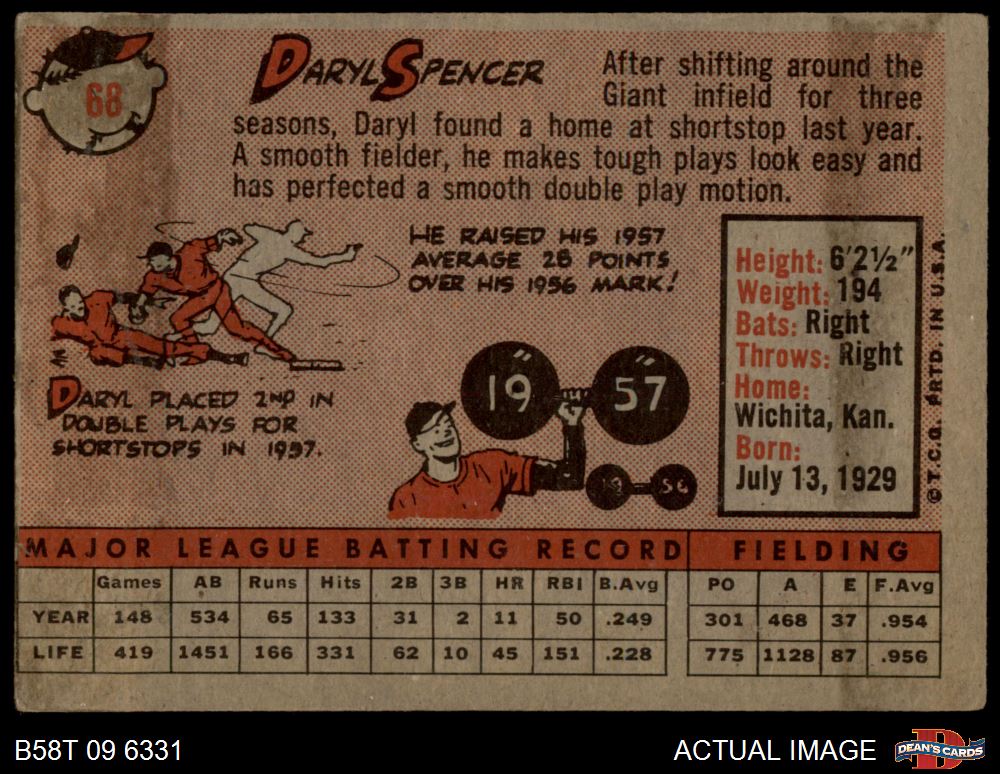 68
DARYL SPENCER
After shifting around the
Giant infield for three
seasons, Daryl found a home at shortstop last year.
A smooth fielder, he makes tough plays look easy and
has perfected a smooth double play motion.
HE RAISED HIS 1957
AVERAGE 28 POINTS
OVER HIS 1956 MARK!
DARYL PLACED 2ND IN
DOUBLE PLAYS FOR
SHORTSTOPS IN 1957.
19 57
19 56
Height: 6'2½"
Weight: 194
Bats: Right
Throws: Right
Home:
Wichita, Kan.
Born:
July 13, 1929
© T.C.G. PRTD. IN U.S.A.
MAJOR LEAGUE BATTING RECORD FIELDING
Games AB Runs Hits 2B 3B HR RBI B.Avg PO A E F.Avg
YEAR 148 534 65 133 31 2 11 50 .249 301 468 37 .954
LIFE 419 1451 166 331 62 10 45 151 .228 775 1128 87 .956
B58T 09 6331
ACTUAL IMAGE
D
DEAN'S CARDS